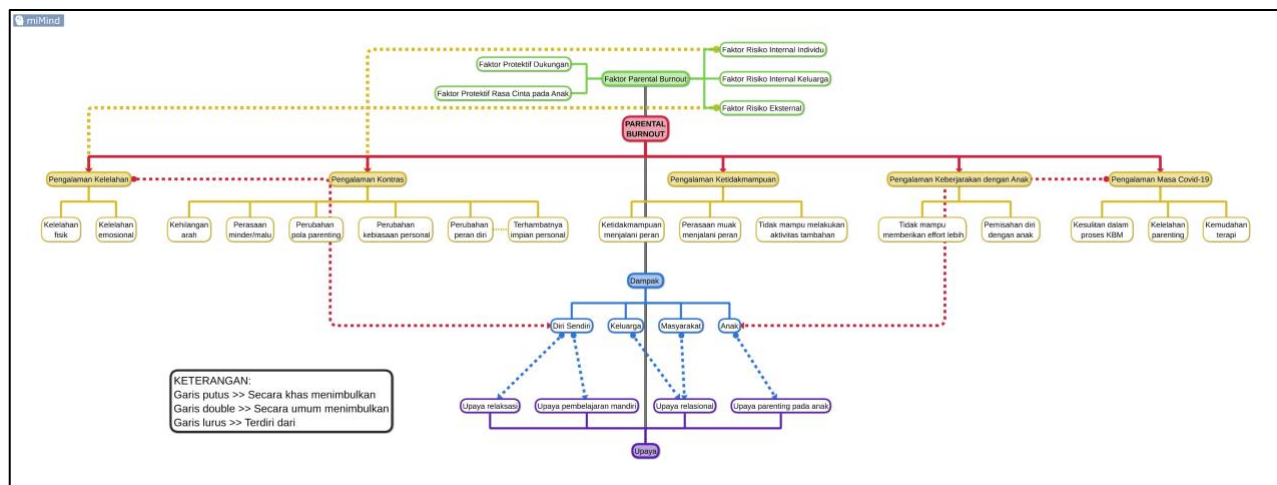 miMind
Faktor Risiko Internal Individu
Faktor Protektif Dukungan
Faktor Parental Burnout
Faktor Risiko Internal Keluarga
Faktor Protektif Rasa Cinta pada Anak
Faktor Risiko Eksternal
PARENTAL
BURNOUT
Pengalaman Kelelahan
Pengalaman Kontras
Pengalaman Ketidakmampuan
Pengalaman Keberjarakan dengan Anak
Pengalaman Masa Covid-19
Kelelahan
fisik
Kelelahan
emosional
Kehilangan
arah
Perasaan
minder/malu
Perubahan
pola parenting
Perubahan
kebiasaan personal
Perubahan
peran diri
Terhambatnya
impian personal
Ketidakmampuan
menjalani peran
Perasaan muak
menjalani peran
Tidak mampu melakukan
aktivitas tambahan
Tidak mampu
memberikan effort lebih
Pemisahan diri
dengan anak
Kesulitan dalam
proses KBM
Kelelahan
parenting
Kemudahan
terapi
Dampak
Diri Sendiri
Keluarga
Masyarakat
Anak
KETERANGAN:
Garis putus >> Secara khas menimbulkan
Garis double >> Secara umum menimbulkan
Garis lurus >> Terdiri dari
Upaya relaksasi
Upaya pembelajaran mandiri
Upaya relasional
Upaya parenting pada anak
Upaya